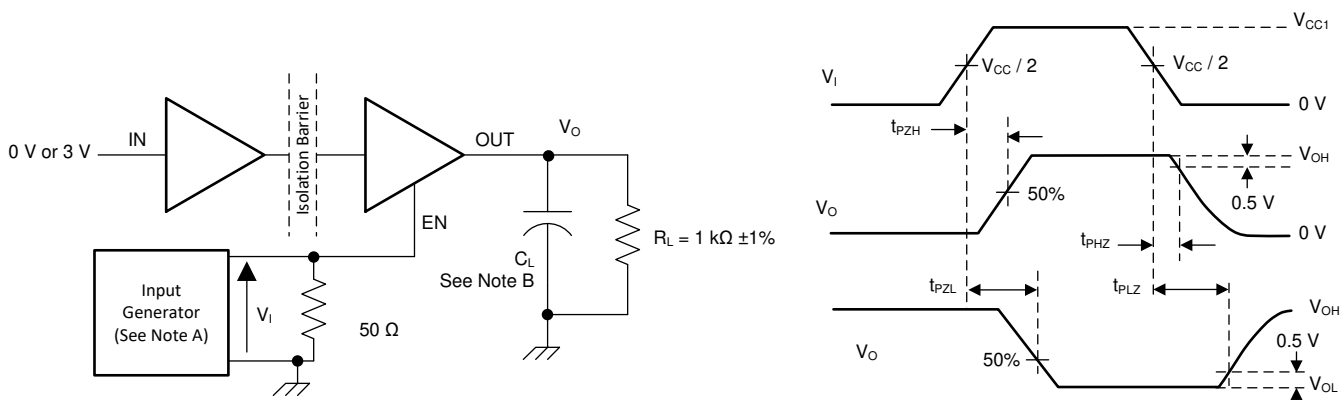 0 V or 3 V
IN
Isolation Barrier
OUT
VO
EN
CL
See Note B
RL = 1 kΩ ±1%
Input
Generator
(See Note A)
VI
50 Ω
VCC1
VI
VCC / 2
VCC / 2
0 V
tPZH
VOH
50%
0.5 V
VO
0 V
tPHZ
tPZL
tPLZ
VOH
0.5 V
VO
50%
VOL